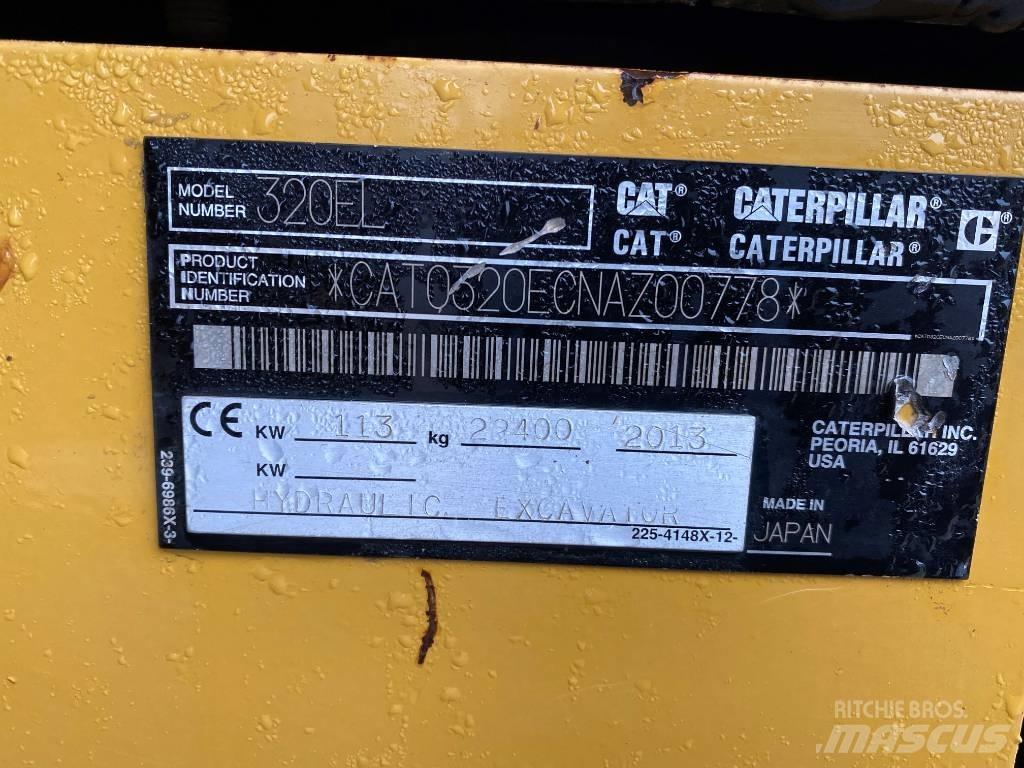 MODEL NUMBER 320EL
CAT® CATERPILLAR®
CAT® CATERPILLAR®
PRODUCT IDENTIFICATION NUMBER *CAT0320ECNAZ00778*
CE KW 113 kg 29400 2013
KW
HYDRAULIC EXCAVATOR
225-4148X-12-
239-6986X-3
CATERPILLAR INC.
PEORIA, IL 61629
USA
MADE IN
JAPAN
RITCHIE BROS.
MASCUS